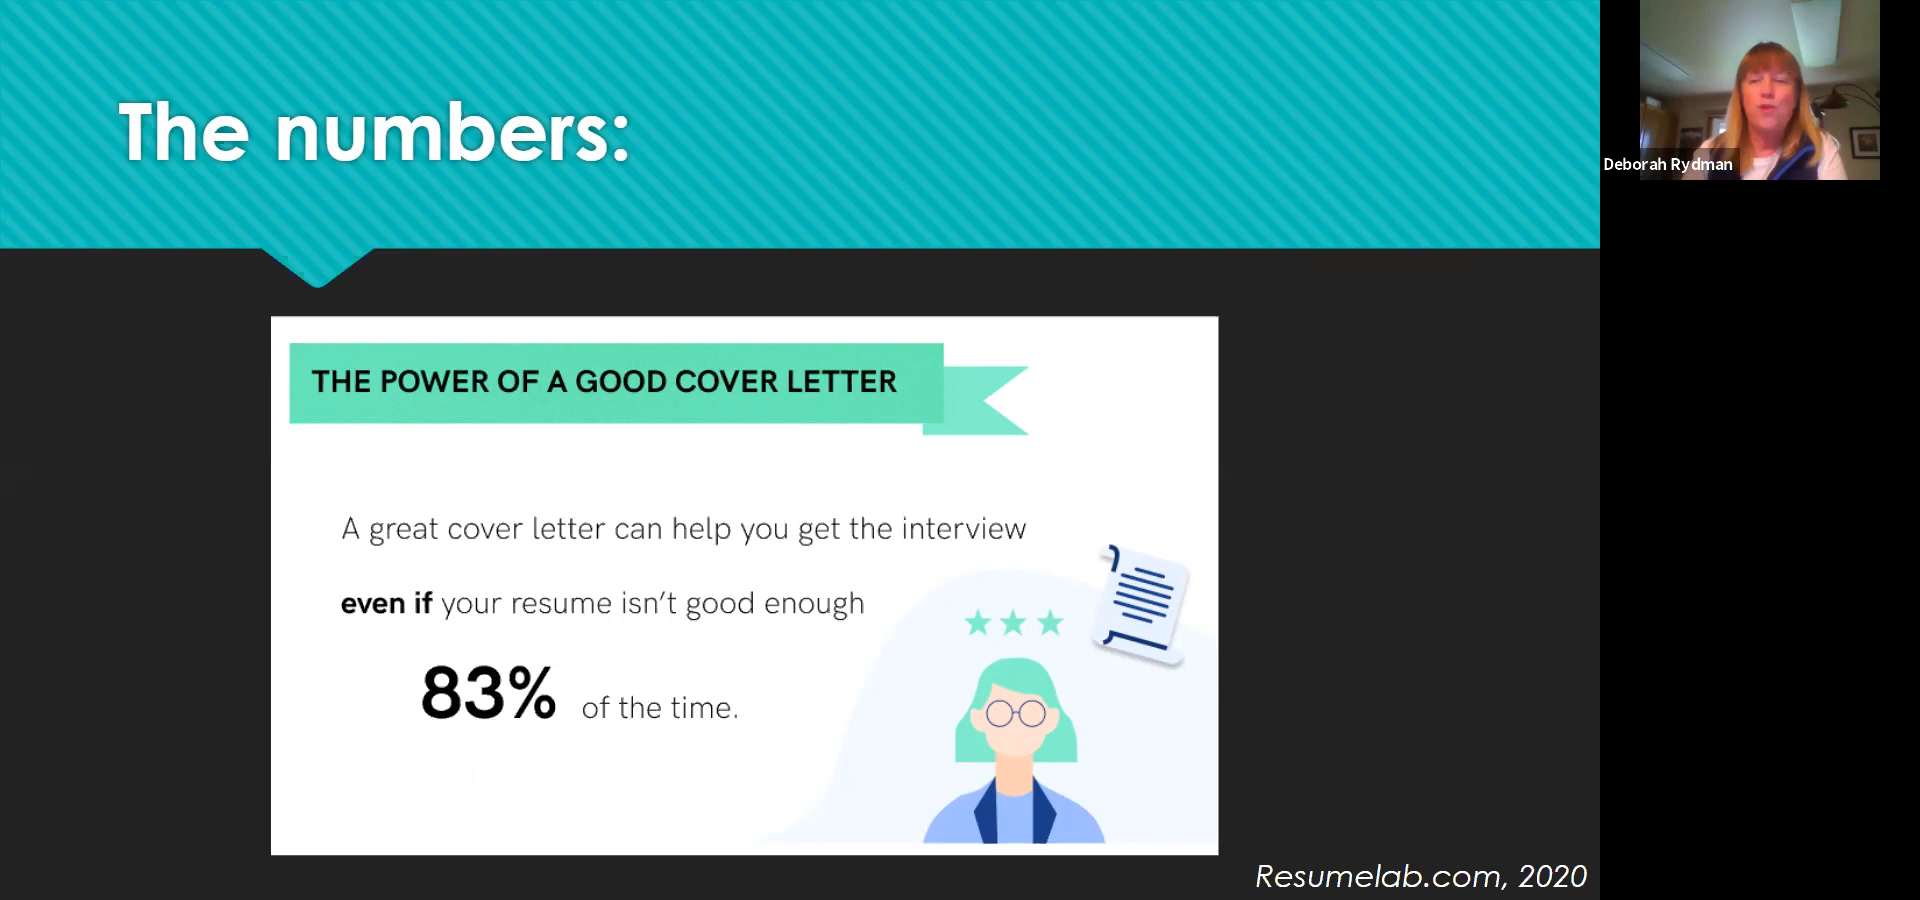 The numbers:
THE POWER OF A GOOD COVER LETTER
A great cover letter can help you get the interview
even if your resume isn’t good enough
83% of the time.
Resumelab.com, 2020
Deborah Rydman